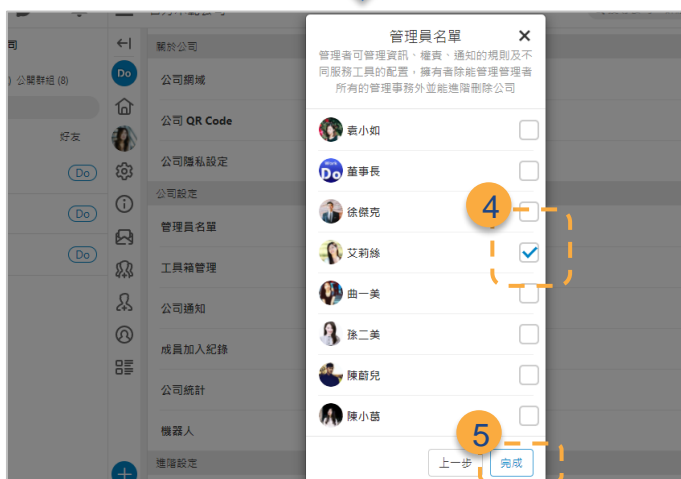 管理員名單
管理者可管理資訊、權責、通知的規則及不
同服務工具的配置，擁有者除能管理管理者
所有的管理事務外並能進階刪除公司
袁小如
董事長
徐傑克
艾莉絲
曲一美
孫二美
陳蔚兒
陳小茵
上一步
完成
4
5
司
) 公開群組 (8)
好友
Do
Do
Do
Do
關於公司
公司網域
公司 QR Code
公司隱私設定
公司設定
管理員名單
工具箱管理
公司通知
成員加入紀錄
公司統計
機器人
進階設定